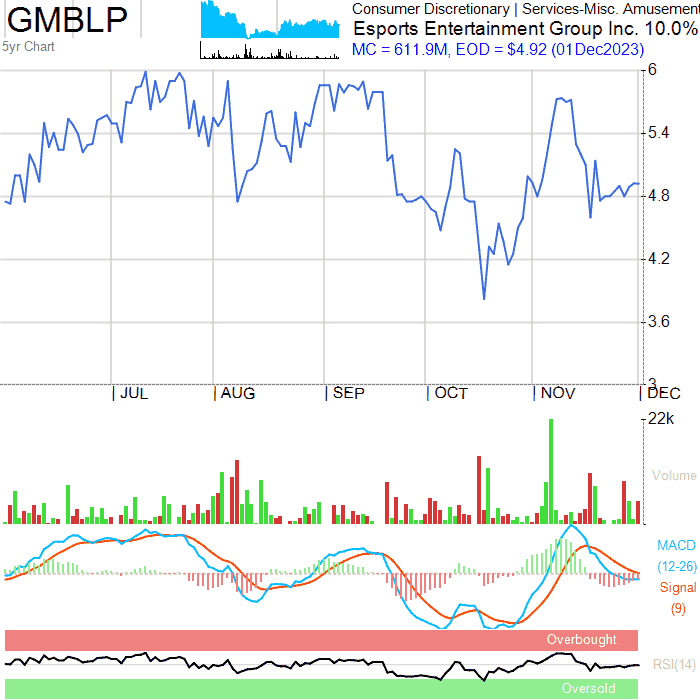 GMBLP
Consumer Discretionary | Services-Misc. Amusement
Esports Entertainment Group Inc. 10.0%
5yr Chart
MC = 611.9M, EOD = $4.92 (01Dec2023)
6
5.4
4.8
4.2
3.6
3
JUL
AUG
SEP
OCT
NOV
DEC
22k
Volume
MACD
(12-26)
Signal
(9)
Overbought
RSI(14)
Oversold